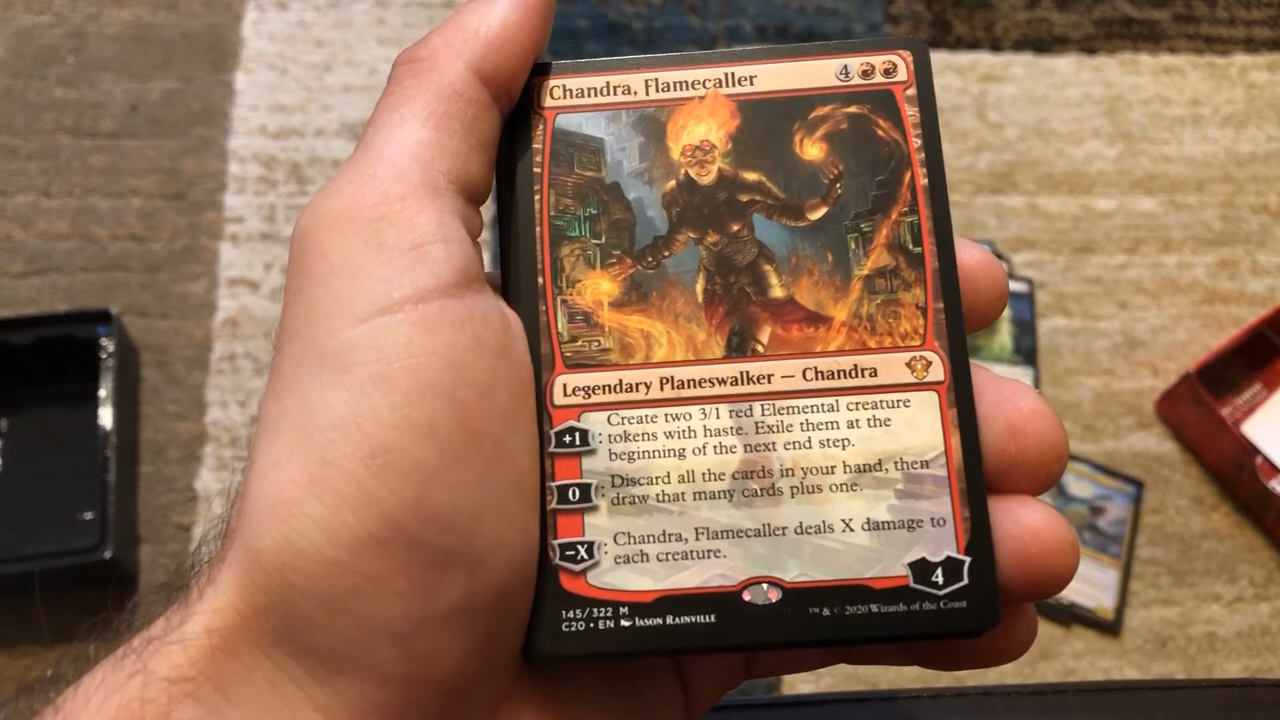 Chandra, Flamecaller 4
Legendary Planeswalker — Chandra
+1 : Create two 3/1 red Elemental creature
tokens with haste. Exile them at the
beginning of the next end step.
0 : Discard all the cards in your hand, then
draw that many cards plus one.
−X : Chandra, Flamecaller deals X damage to
each creature.
4
145/322 M
C20 • EN Jason Rainville
™ & © 2020 Wizards of the Coast